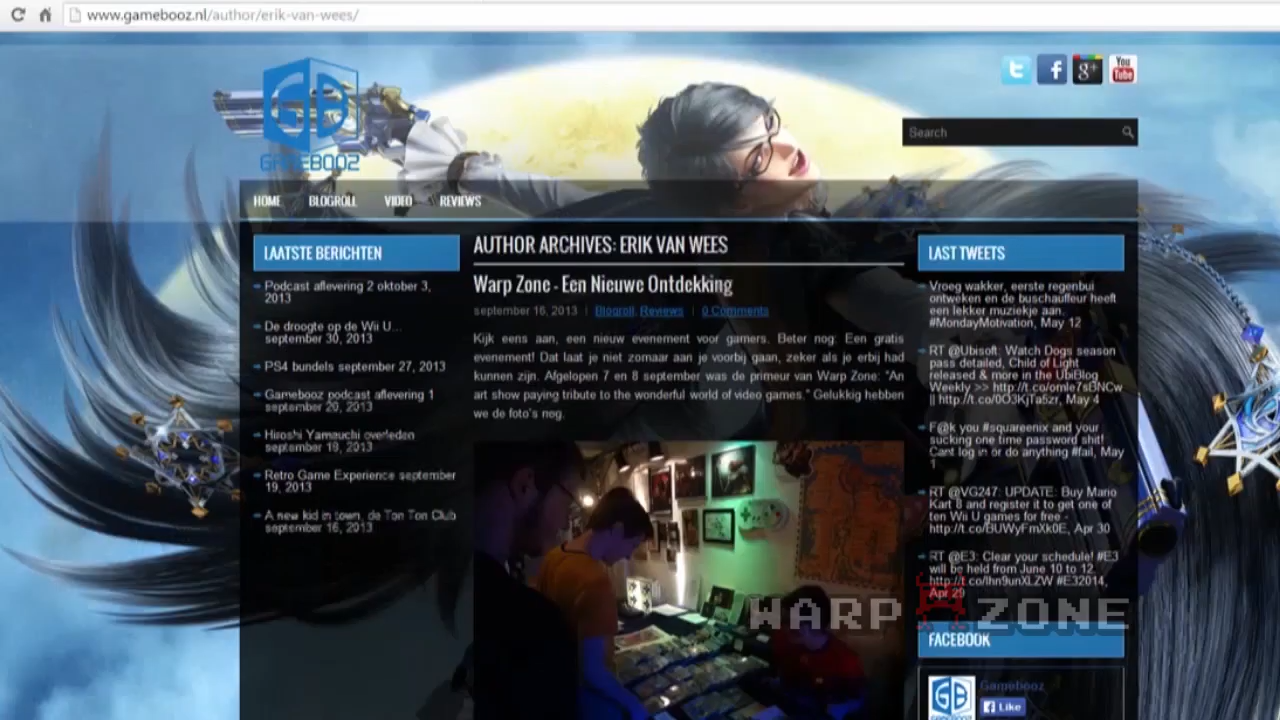 www.gamebooz.nl/author/erik-van-wees/
You
Tube
GB
GAMEBOOZ
Search
HOME BLOGROLL VIDEO REVIEWS
LAATSTE BERICHTEN
Podcast aflevering 2 oktober 3,
2013
De droogte op de Wii U...
september 30, 2013
PS4 bundels september 27, 2013
Gamebooz podcast aflevering 1
september 20, 2013
Hiroshi Yamauchi overleden
september 19, 2013
Retro Game Experience september
19, 2013
A new kid in town, de Ton Ton Club
september 16, 2013
AUTHOR ARCHIVES: ERIK VAN WEES
Warp Zone - Een Nieuwe Ontdekking
september 16, 2013 | Blogroll, Reviews | 0 Comments
Kijk eens aan, een nieuw evenement voor gamers. Beter nog: Een gratis
evenement! Dat laat je niet zomaar aan je voorbij gaan, zeker als je erbij had
kunnen zijn. Afgelopen 7 en 8 september was de primeur van Warp Zone: "An
art show paying tribute to the wonderful world of video games." Gelukkig hebben
we de foto's nog.
LAST TWEETS
Vroeg wakker, eerste regenbui
ontweken en de buschauffeur heeft
een lekker muziekje aan.
#MondayMotivation, May 12
RT @Ubisoft: Watch Dogs season
pass detailed, Child of Light
released & more in the UbiBlog
Weekly >> http://t.co/omle7sBNCw
|| http://t.co/0O3KjTa5zr, May 4
F@k you #squareenix and your
sucking one time password shit!
Cant log in or do anything #fail, May
1
RT @VG247: UPDATE: Buy Mario
Kart 8 and register it to get one of
ten Wii U games for free -
http://t.co/BUWyFmXk0E, Apr 30
RT @E3: Clear your schedule! #E3
will be held from June 10 to 12.
http://t.co/lhn9unXLZW #E32014,
Apr 29
WARP ZONE
FACEBOOK
GB
GAMEBOOZ
Gamebooz
Like